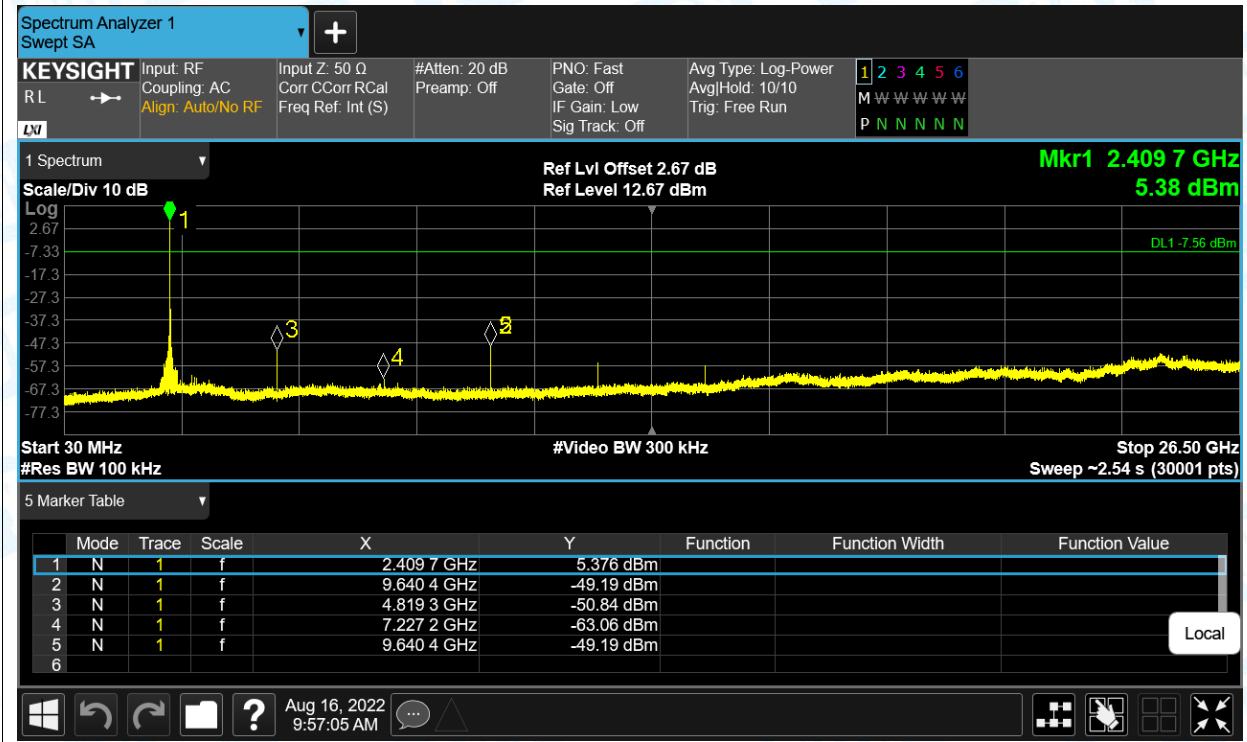 Spectrum Analyzer 1
Swept SA
+
KEYSIGHT Input: RF Input Z: 50 Ω #Atten: 20 dB PNO: Fast Avg Type: Log-Power 1 2 3 4 5 6
R L Coupling: AC Corr CCorr RCal Preamp: Off Gate: Off Avg|Hold: 10/10 M W W W W W
Align: Auto/No RF Freq Ref: Int (S) IF Gain: Low Trig: Free Run P N N N N N
LXI Sig Track: Off
1 Spectrum Ref Lvl Offset 2.67 dB Mkr1 2.409 7 GHz
Scale/Div 10 dB Ref Level 12.67 dBm 5.38 dBm
Log
1
2.67
DL1 -7.56 dBm
-7.33
-17.3
-27.3
-37.3
3
-47.3
4
-57.3
-67.3
-77.3
Start 30 MHz #Video BW 300 kHz Stop 26.50 GHz
#Res BW 100 kHz Sweep ~2.54 s (30001 pts)
5 Marker Table
Mode Trace Scale X Y Function Function Width Function Value
1 N 1 f 2.409 7 GHz 5.376 dBm
2 N 1 f 9.640 4 GHz -49.19 dBm
3 N 1 f 4.819 3 GHz -50.84 dBm
4 N 1 f 7.227 2 GHz -63.06 dBm
5 N 1 f 9.640 4 GHz -49.19 dBm
6
Local
? Aug 16, 2022
9:57:05 AM